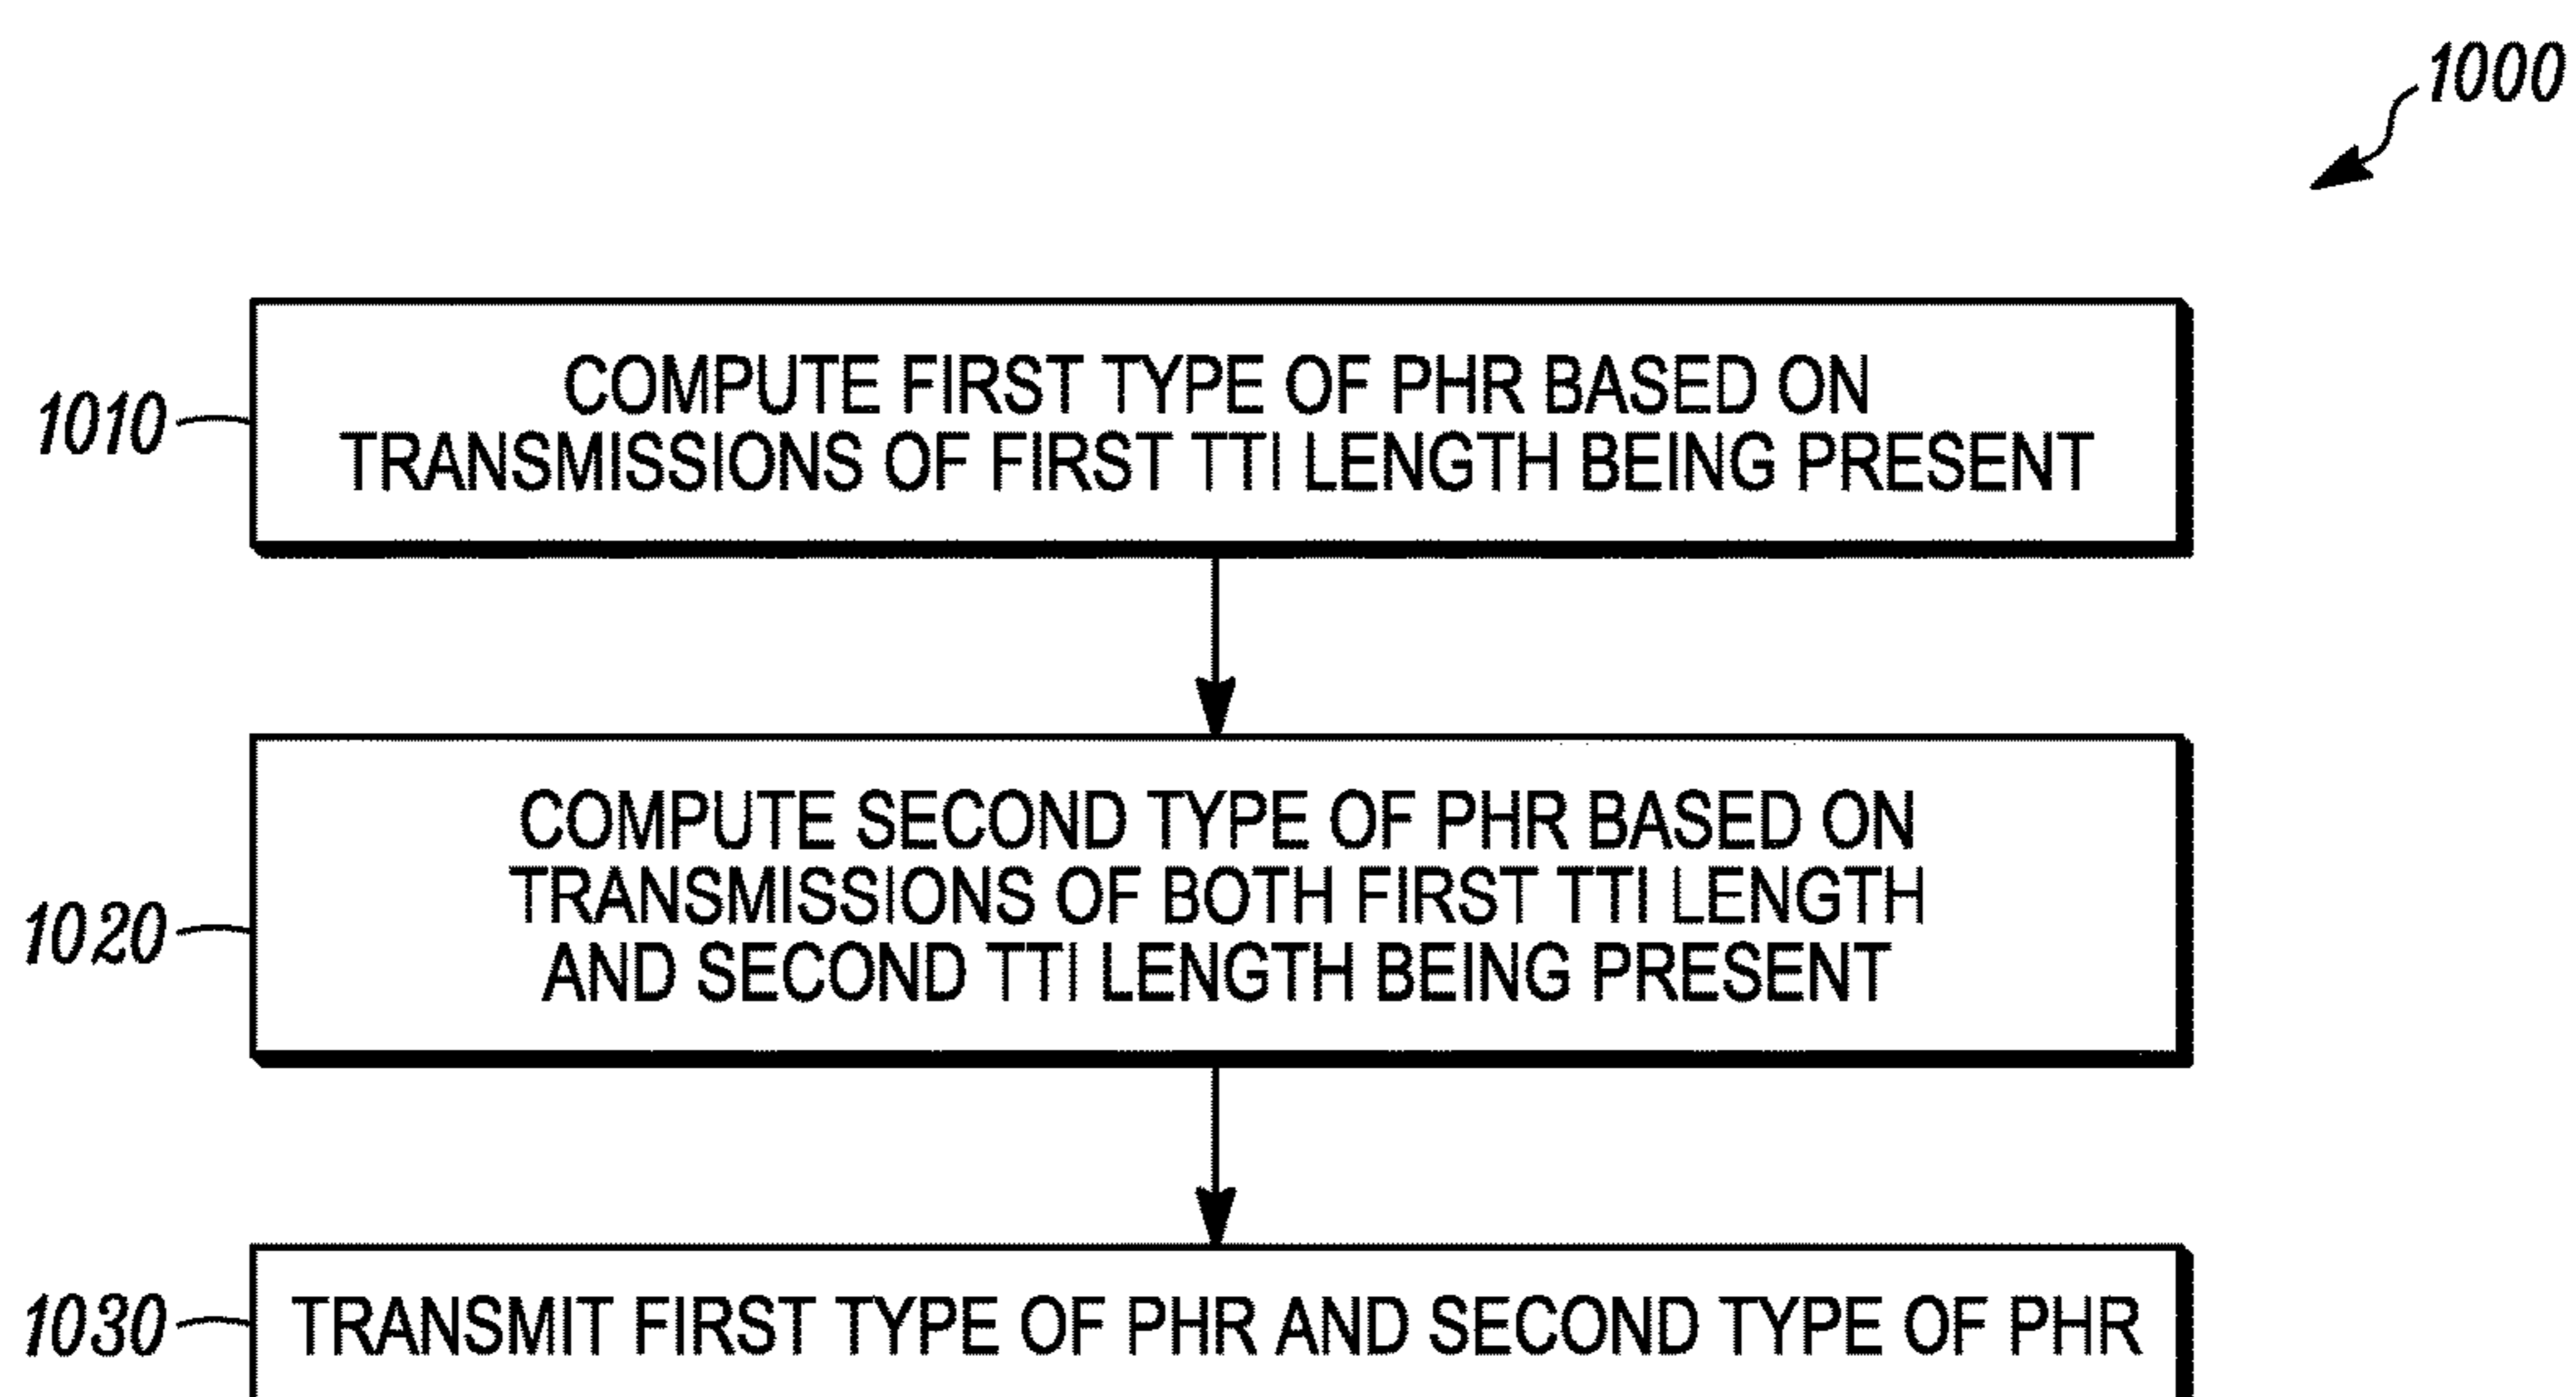 1000
1010
COMPUTE FIRST TYPE OF PHR BASED ON
TRANSMISSIONS OF FIRST TTI LENGTH BEING PRESENT
1020
COMPUTE SECOND TYPE OF PHR BASED ON
TRANSMISSIONS OF BOTH FIRST TTI LENGTH
AND SECOND TTI LENGTH BEING PRESENT
1030
TRANSMIT FIRST TYPE OF PHR AND SECOND TYPE OF PHR